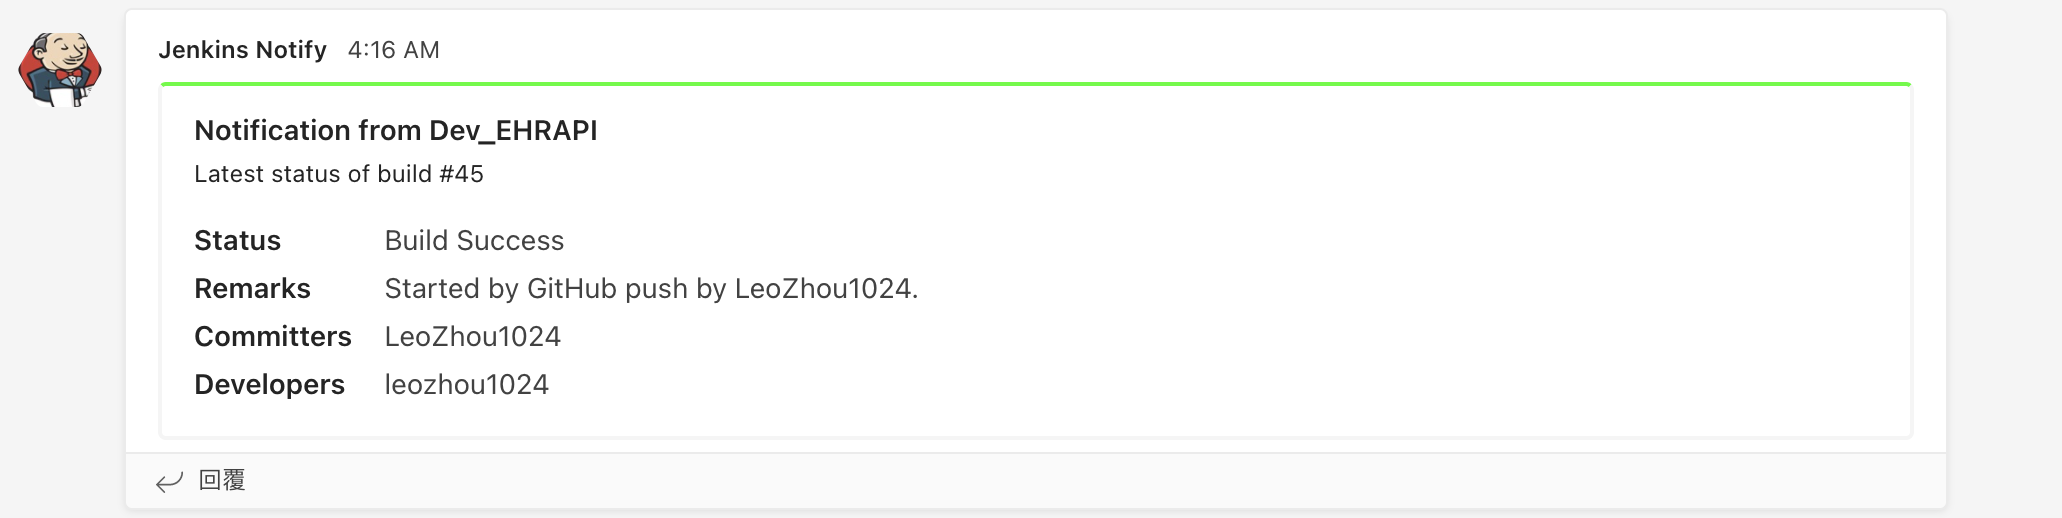 Jenkins Notify 4:16 AM
Notification from Dev_EHRAPI
Latest status of build #45
Status Build Success
Remarks Started by GitHub push by LeoZhou1024.
Committers LeoZhou1024
Developers leozhou1024
回覆